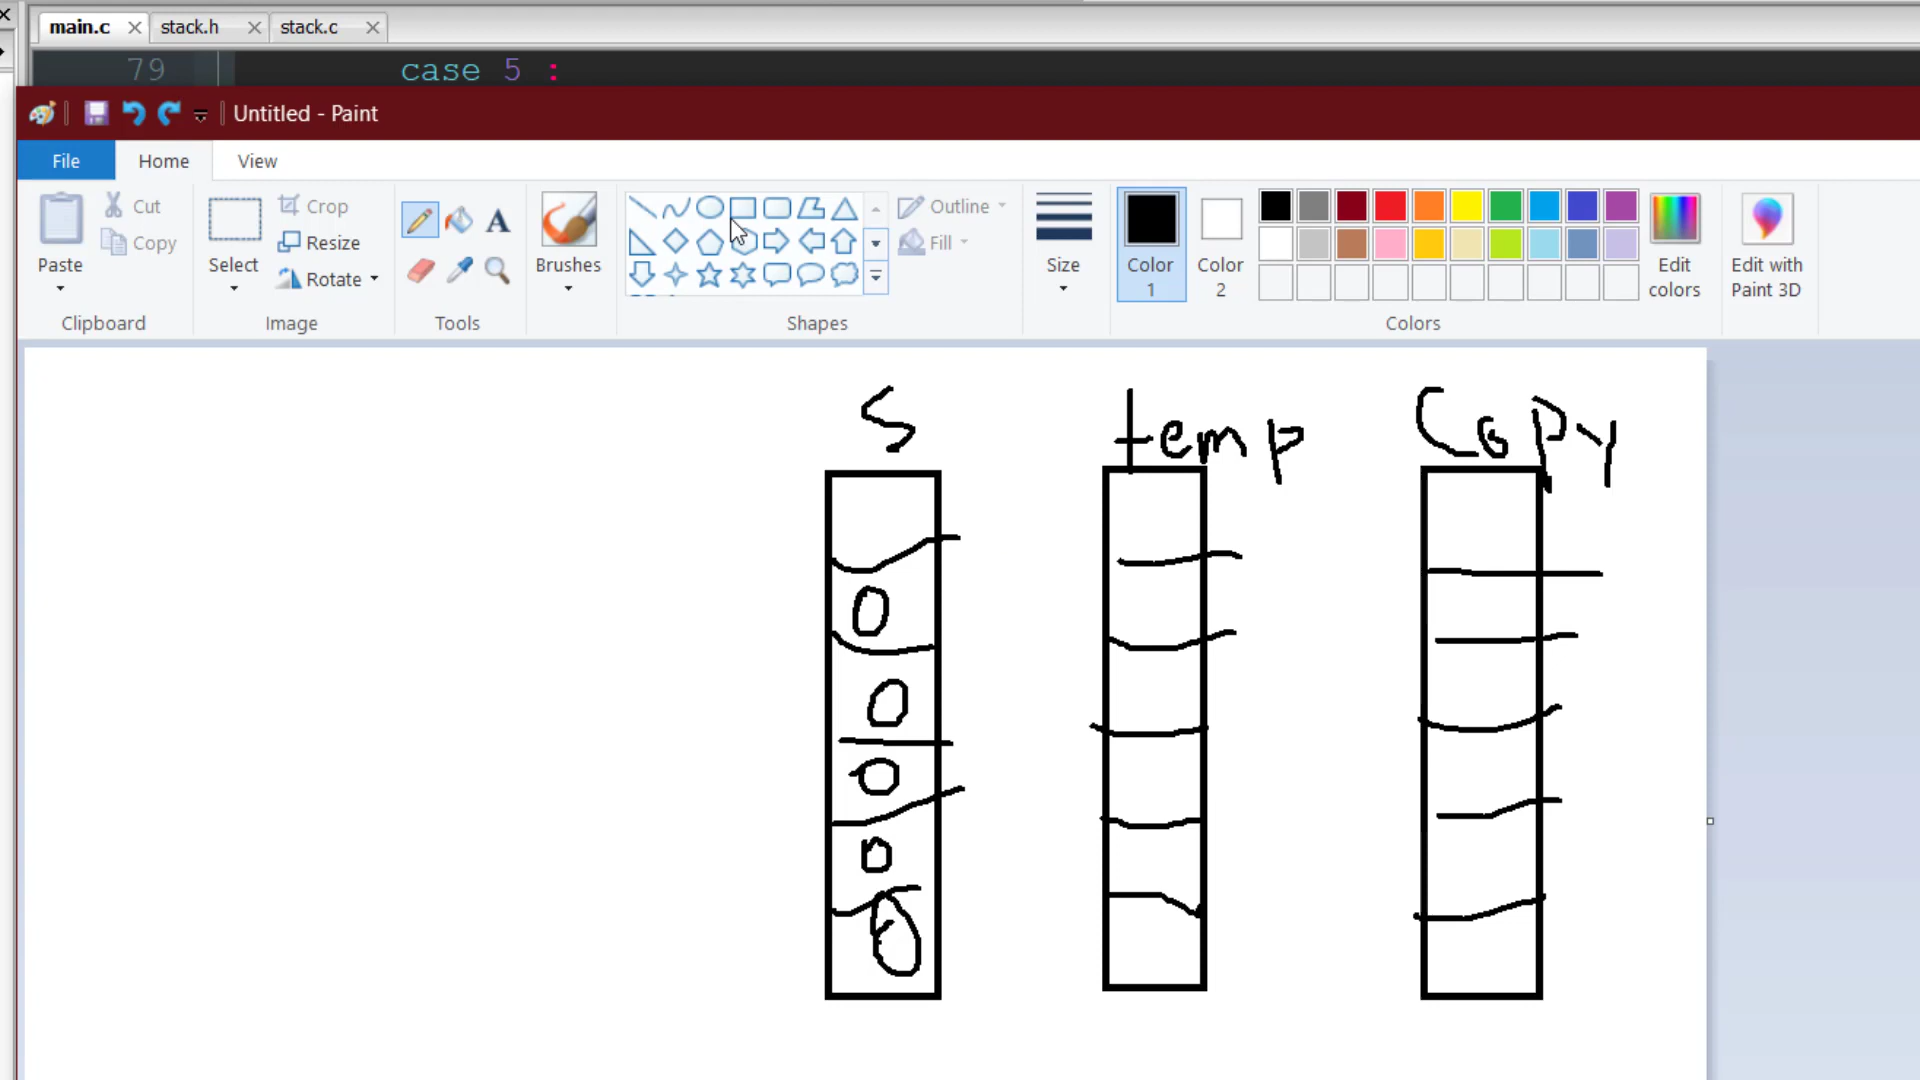 main.c stack.h stack.c
79 case 5 :
Untitled - Paint
File Home View
Cut Crop Outline
Copy Resize Fill
Paste Select Rotate A Brushes Size Color 1 Color 2 Edit colors Edit with Paint 3D
Clipboard Image Tools Shapes Colors
S temp Copy
0
0
0
0
0